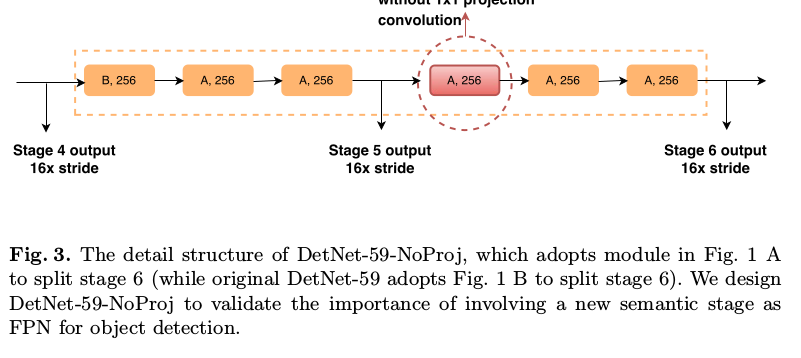 without 1x1 projection
convolution
B, 256
A, 256
A, 256
A, 256
A, 256
A, 256
Stage 4 output
16x stride
Stage 5 output
16x stride
Stage 6 output
16x stride
Fig. 3. The detail structure of DetNet-59-NoProj, which adopts module in Fig. 1 A
to split stage 6 (while original DetNet-59 adopts Fig. 1 B to split stage 6). We design
DetNet-59-NoProj to validate the importance of involving a new semantic stage as
FPN for object detection.